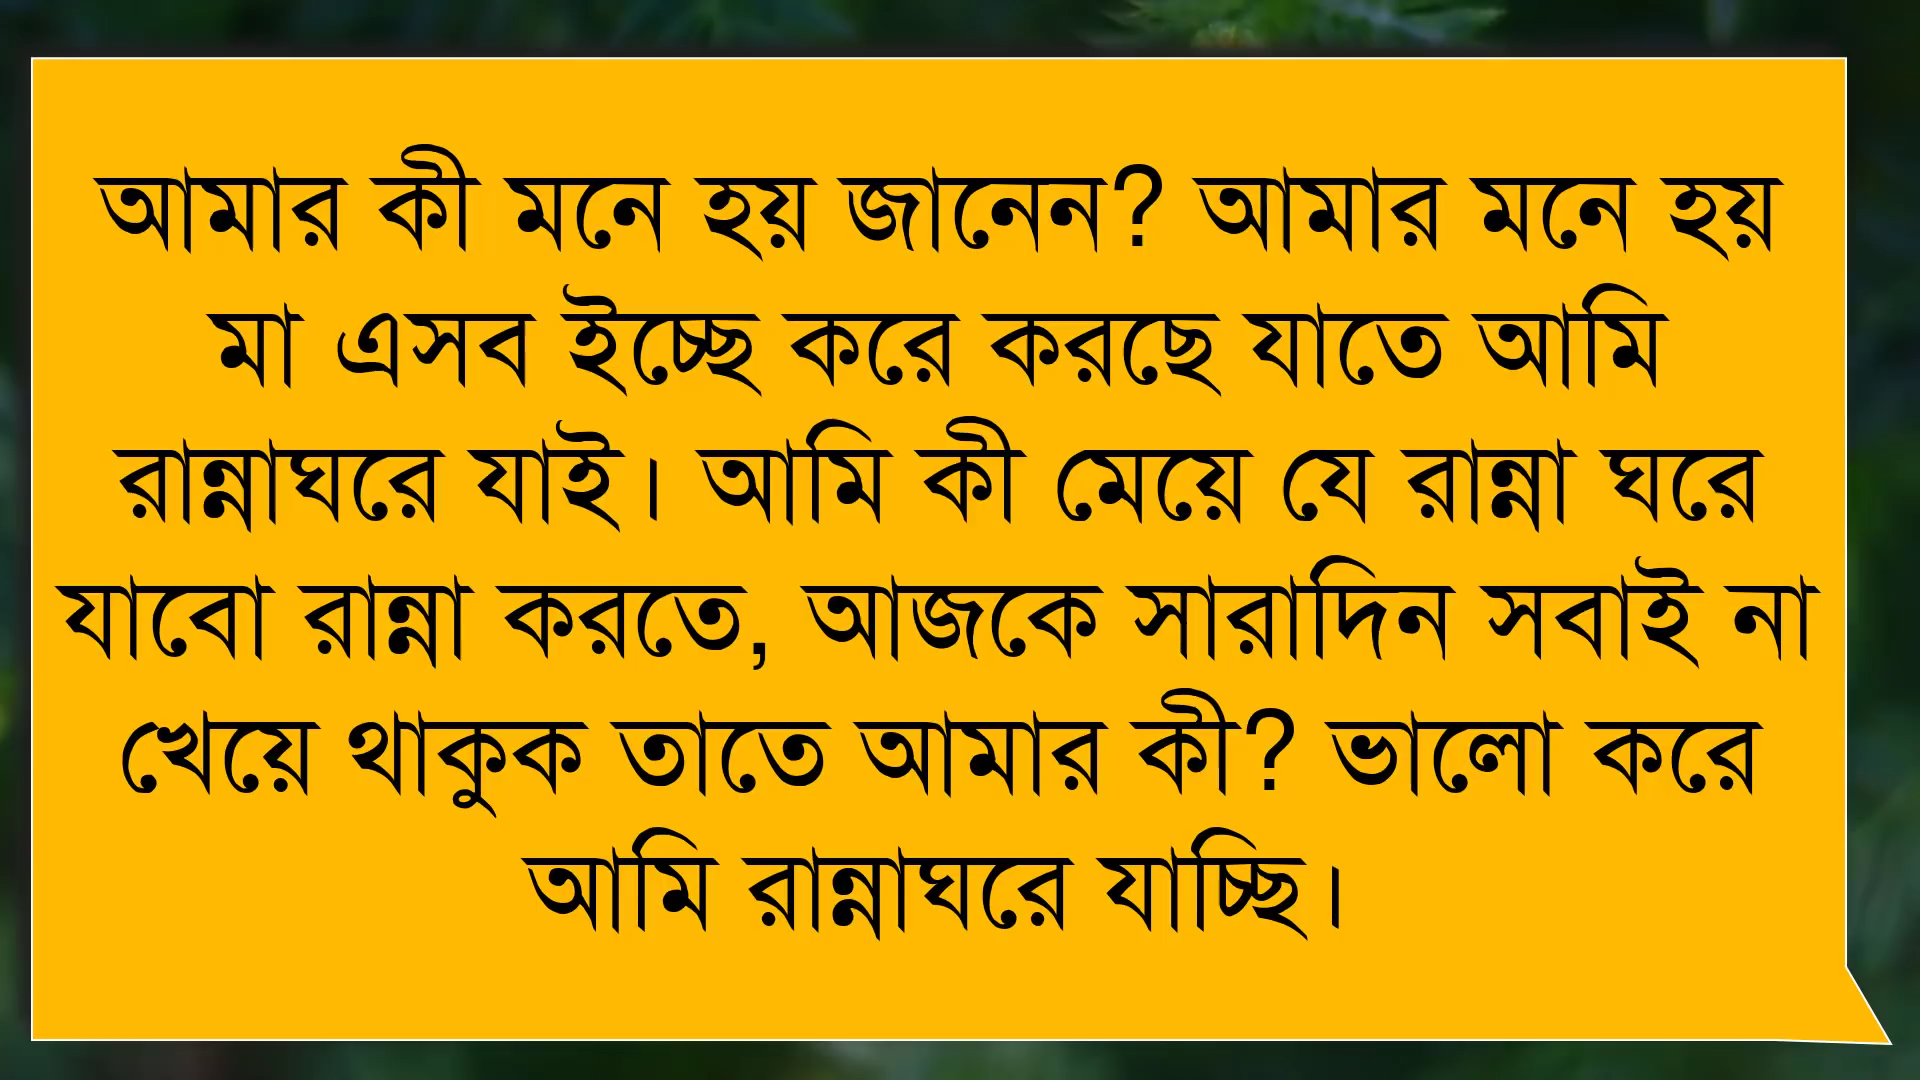 আমার কী মনে হয় জানেন? আমার মনে হয়
মা এসব ইচ্ছে করে করছে যাতে আমি
রান্নাঘরে যাই। আমি কী মেয়ে যে রান্না ঘরে
যাবো রান্না করতে, আজকে সারাদিন সবাই না
খেয়ে থাকুক তাতে আমার কী? ভালো করে
আমি রান্নাঘরে যাচ্ছি।